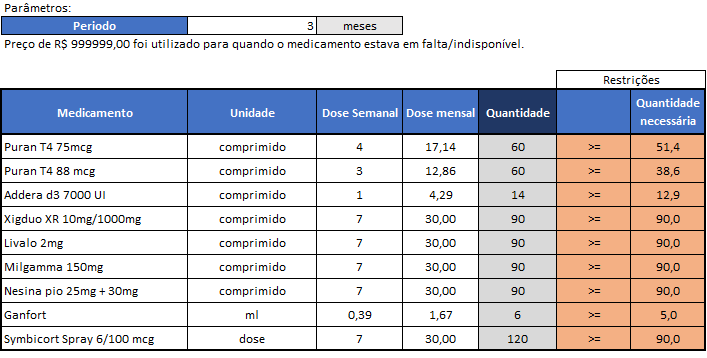 Parâmetros:
Periodo 3 meses
Preço de R$ 999999,00 foi utilizado para quando o medicamento estava em falta/indisponível.
Restrições
Medicamento Unidade Dose Semanal Dose mensal Quantidade Quantidade necessária
Puran T4 75mcg comprimido 4 17,14 60 >= 51,4
Puran T4 88 mcg comprimido 3 12,86 60 >= 38,6
Addera d3 7000 UI comprimido 1 4,29 14 >= 12,9
Xigduo XR 10mg/1000mg comprimido 7 30,00 90 >= 90,0
Livalo 2mg comprimido 7 30,00 90 >= 90,0
Milgamma 150mg comprimido 7 30,00 90 >= 90,0
Nesina pio 25mg + 30mg comprimido 7 30,00 90 >= 90,0
Ganfort ml 0,39 1,67 6 >= 5,0
Symbicort Spray 6/100 mcg dose 7 30,00 120 >= 90,0